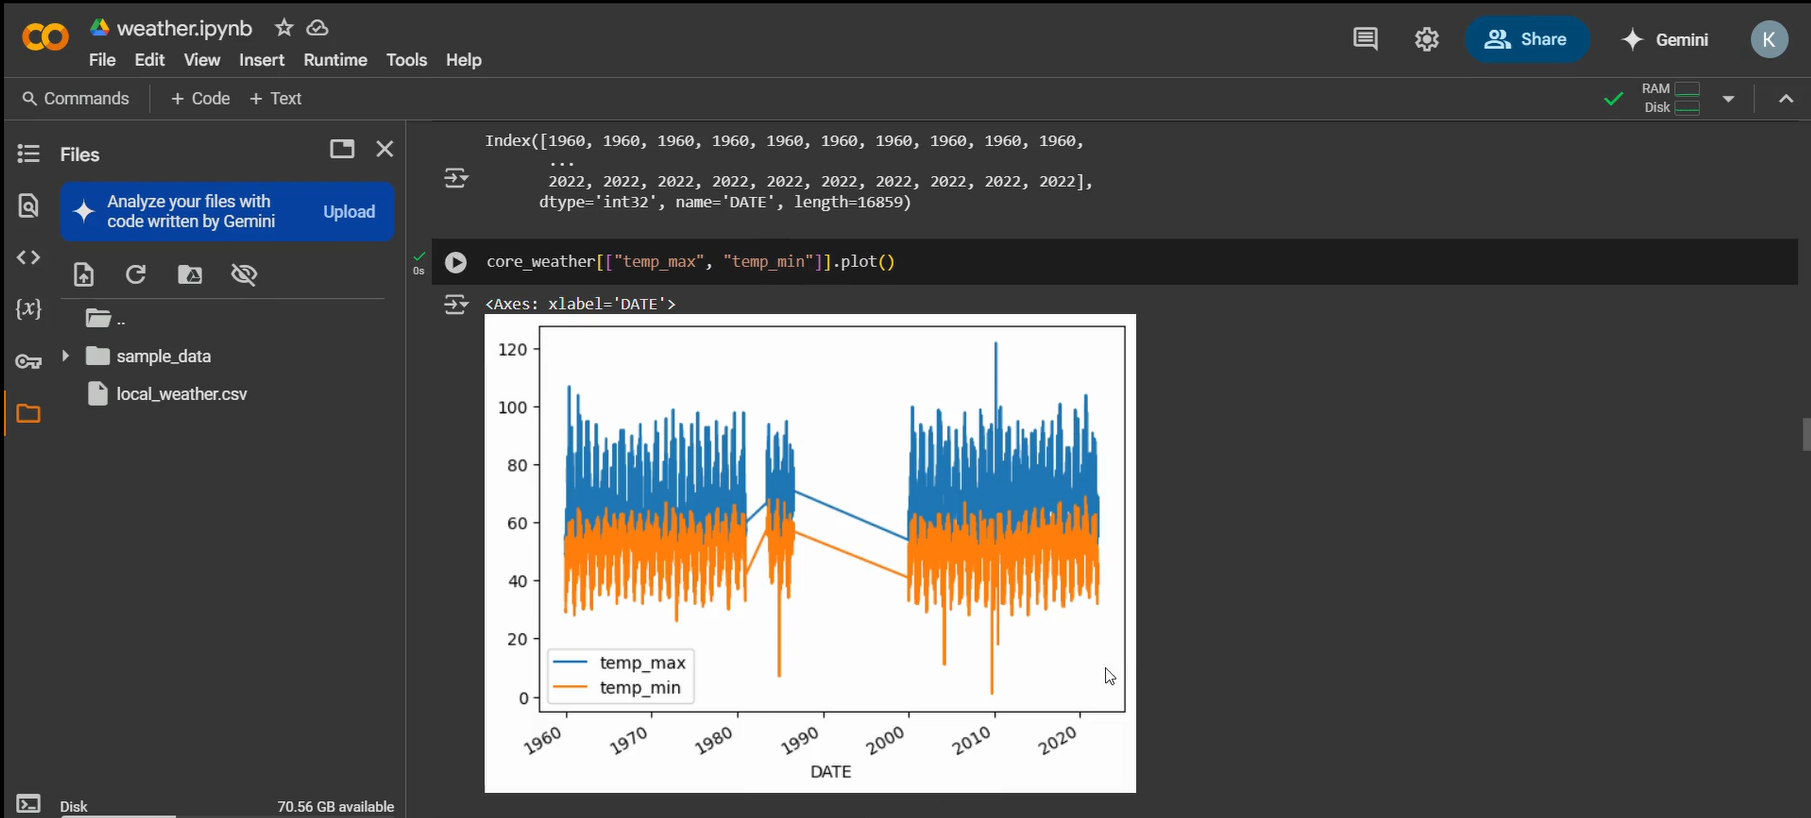 weather.ipynb
File Edit View Insert Runtime Tools Help
Share
Gemini
K
Commands
+ Code + Text
RAM
Disk
Files
Analyze your files with
code written by Gemini
Upload
..
sample_data
local_weather.csv
Disk 70.56 GB available
Index([1960, 1960, 1960, 1960, 1960, 1960, 1960, 1960, 1960, 1960,
...
2022, 2022, 2022, 2022, 2022, 2022, 2022, 2022, 2022, 2022],
dtype='int32', name='DATE', length=16859)
0s
core_weather[["temp_max", "temp_min"]].plot()
<Axes: xlabel='DATE'>
120
100
80
60
40
20
0
temp_max
temp_min
1960 1970 1980 1990 2000 2010 2020
DATE